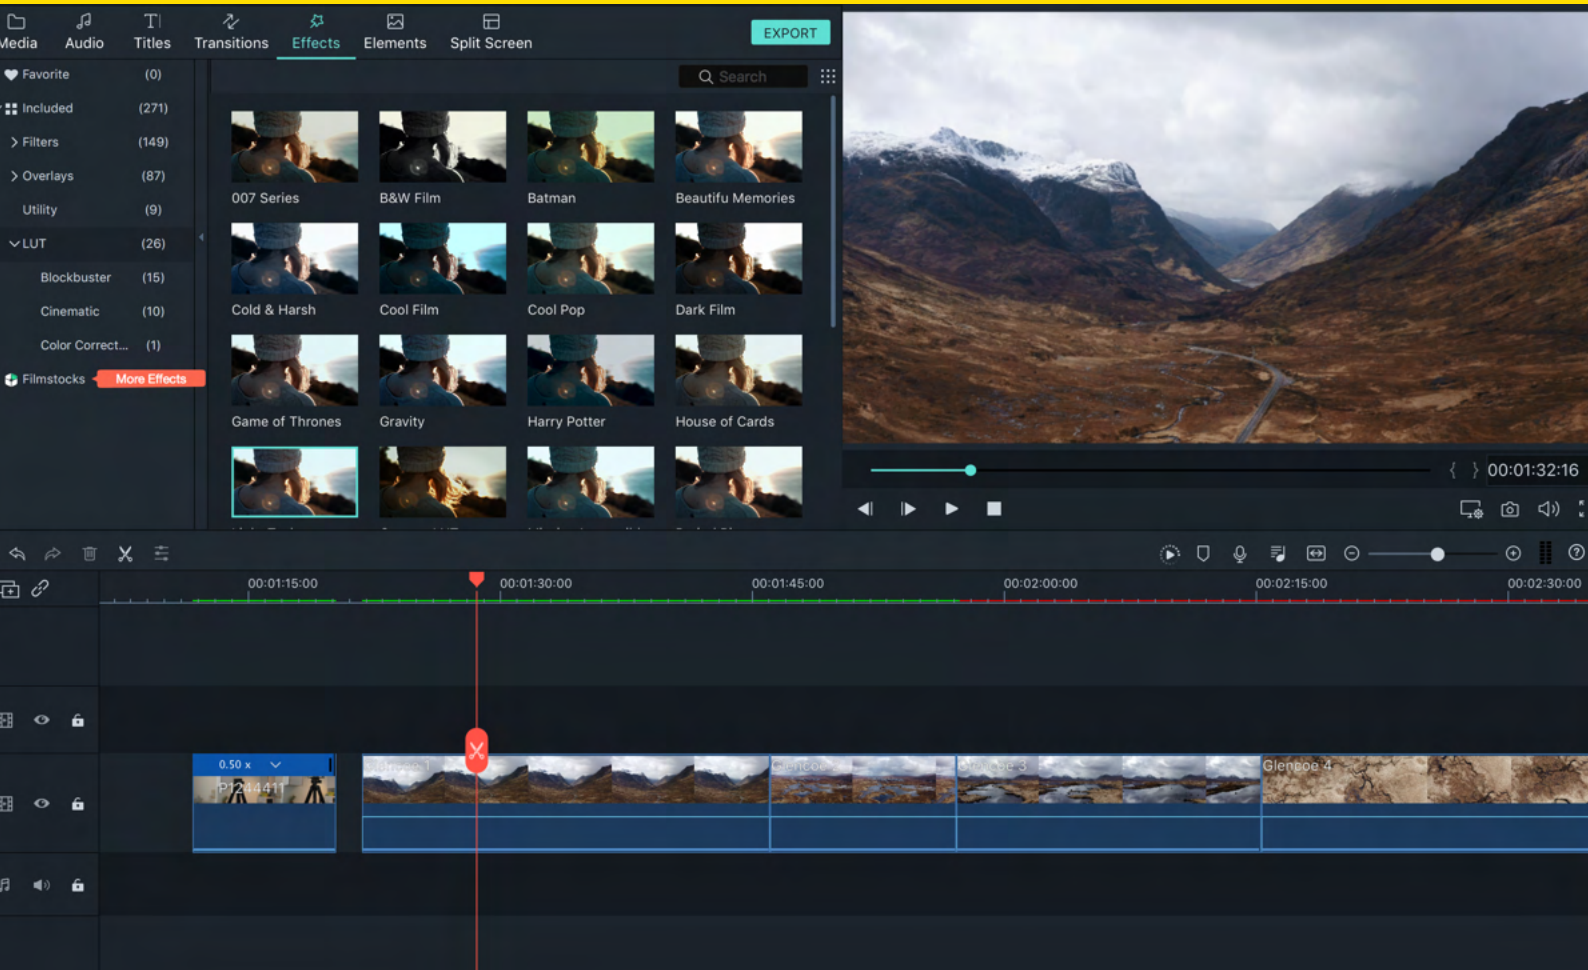 Media
Audio
Titles
Transitions
Effects
Elements
Split Screen
EXPORT
Favorite (0)
Included (271)
Filters (149)
Overlays (87)
Utility (9)
LUT (26)
Blockbuster (15)
Cinematic (10)
Color Correct... (1)
Filmstocks
More Effects
Search
007 Series
B&W Film
Batman
Beautifu Memories
Cold & Harsh
Cool Film
Cool Pop
Dark Film
Game of Thrones
Gravity
Harry Potter
House of Cards
{ } 00:01:32:16
00:01:15:00
00:01:30:00
00:01:45:00
00:02:00:00
00:02:15:00
00:02:30:00
0.50 x
P1244411
Glencoe 3
Glencoe 4